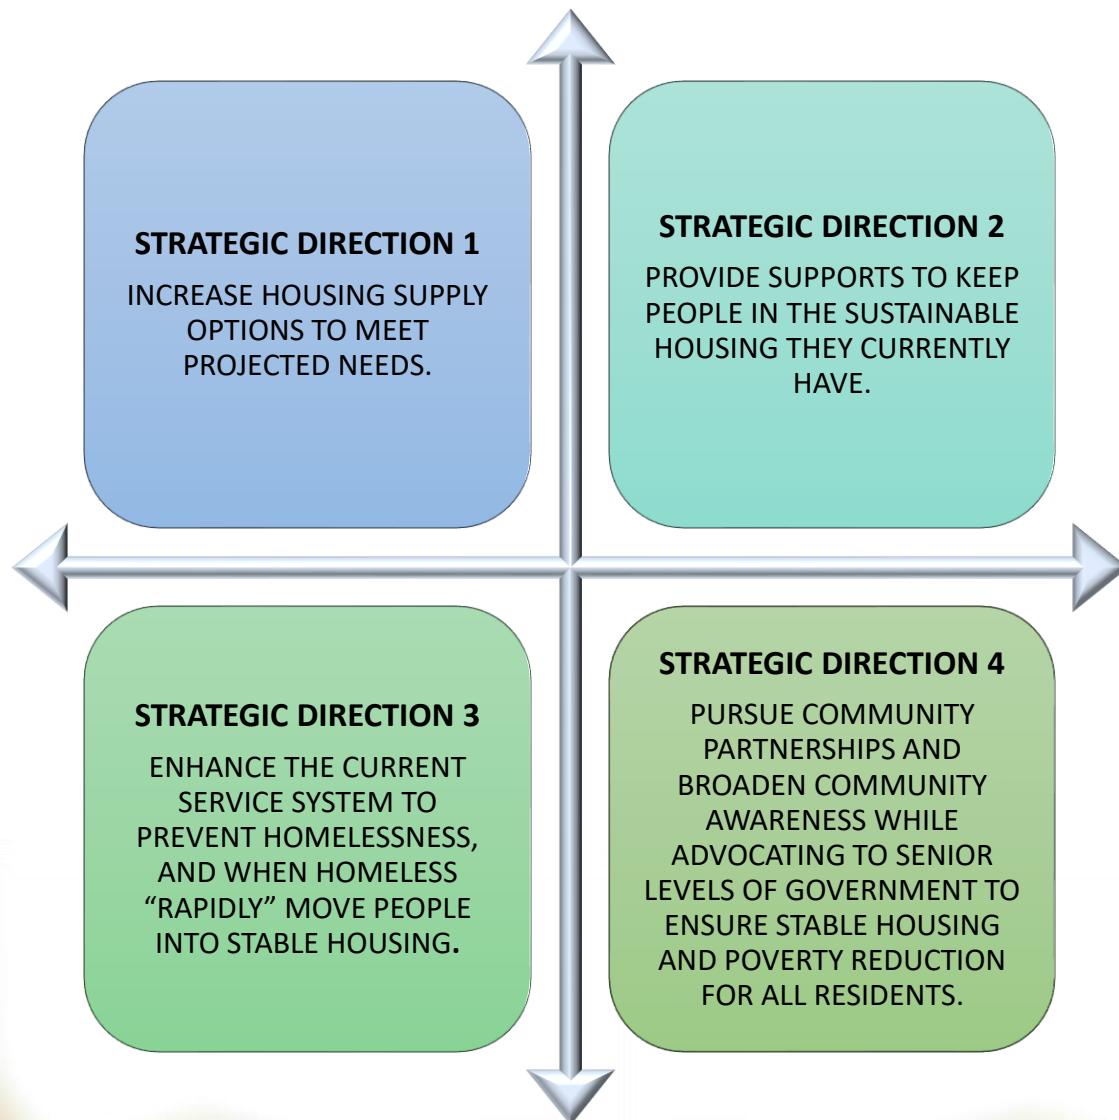 STRATEGIC DIRECTION 1
INCREASE HOUSING SUPPLY
OPTIONS TO MEET
PROJECTED NEEDS.
STRATEGIC DIRECTION 2
PROVIDE SUPPORTS TO KEEP
PEOPLE IN THE SUSTAINABLE
HOUSING THEY CURRENTLY
HAVE.
STRATEGIC DIRECTION 3
ENHANCE THE CURRENT
SERVICE SYSTEM TO
PREVENT HOMELESSNESS,
AND WHEN HOMELESS
“RAPIDLY” MOVE PEOPLE
INTO STABLE HOUSING.
STRATEGIC DIRECTION 4
PURSUE COMMUNITY
PARTNERSHIPS AND
BROADEN COMMUNITY
AWARENESS WHILE
ADVOCATING TO SENIOR
LEVELS OF GOVERNMENT TO
ENSURE STABLE HOUSING
AND POVERTY REDUCTION
FOR ALL RESIDENTS.